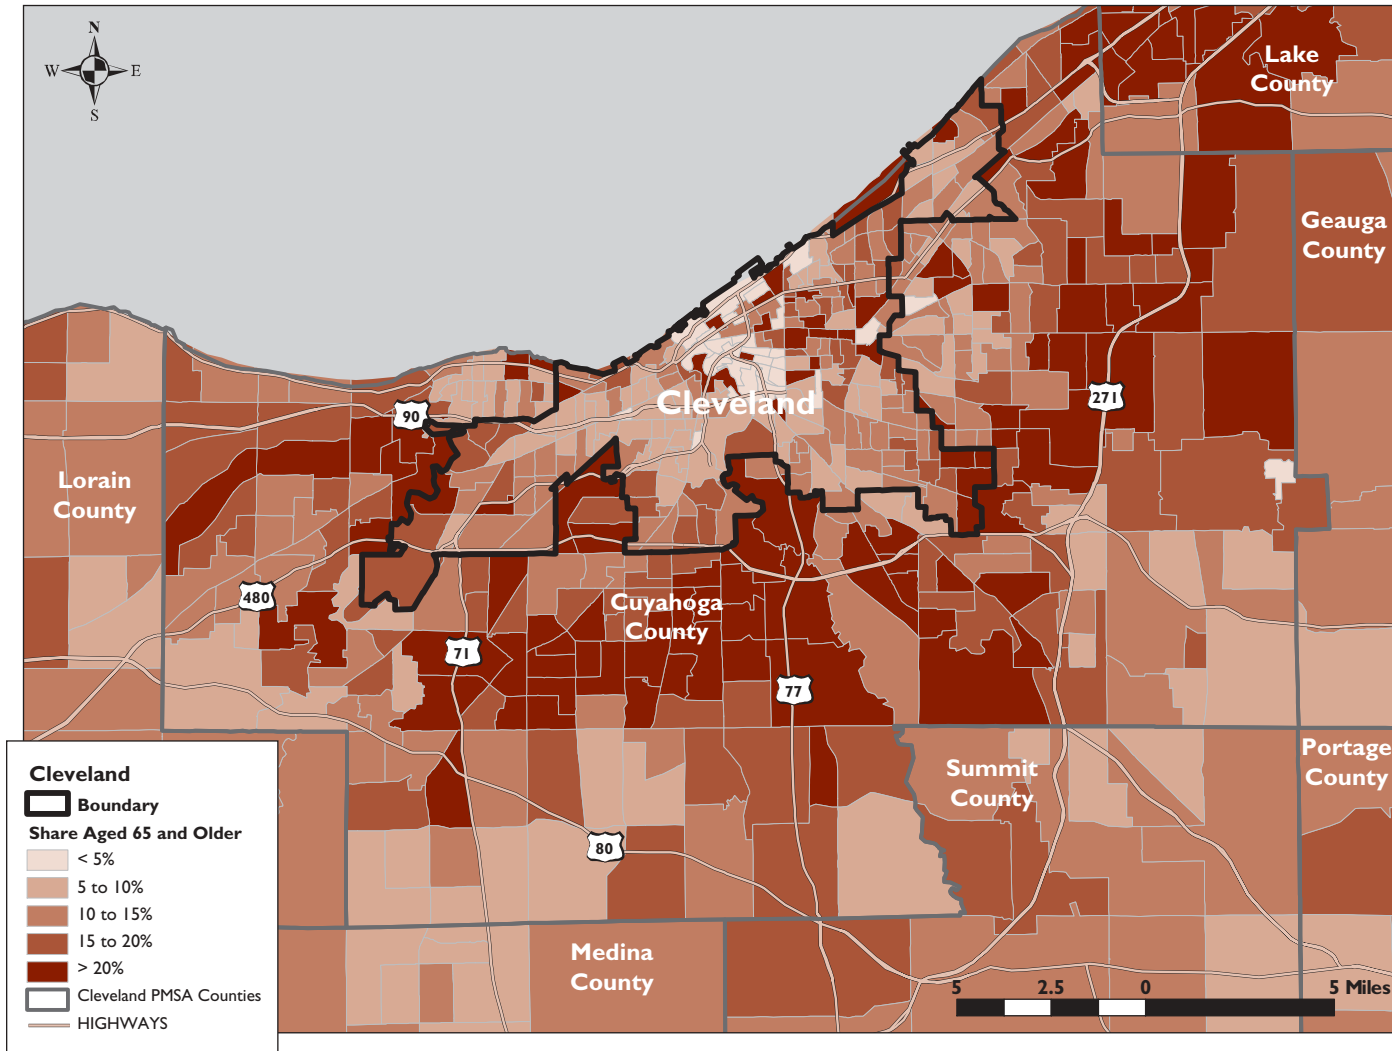 N
W E
S
Lake
County
Geauga
County
271
Cleveland
90
Lorain
County
480
Cuyahoga
County
71
77
Portage
County
Summit
County
80
Medina
County
5 2.5 0 5 Miles
Cleveland
Boundary
Share Aged 65 and Older
< 5%
5 to 10%
10 to 15%
15 to 20%
> 20%
Cleveland PMSA Counties
HIGHWAYS